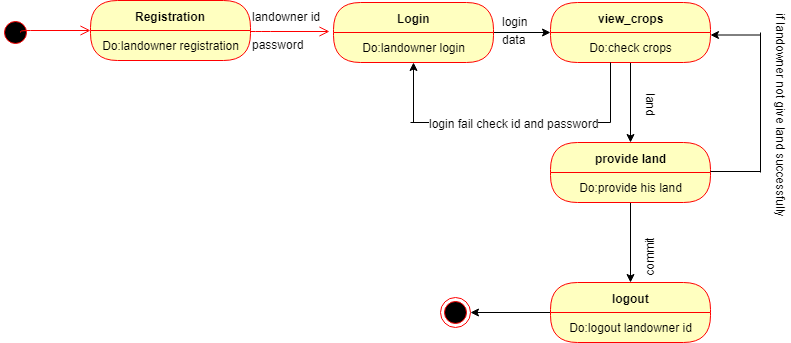 Registration
Do:landowner registration
landowner id
password
Login
Do:landowner login
login
data
view_crops
Do:check crops
if landowner not give land successfully
login fail check id and password
land
provide land
Do:provide his land
commit
logout
Do:logout landowner id